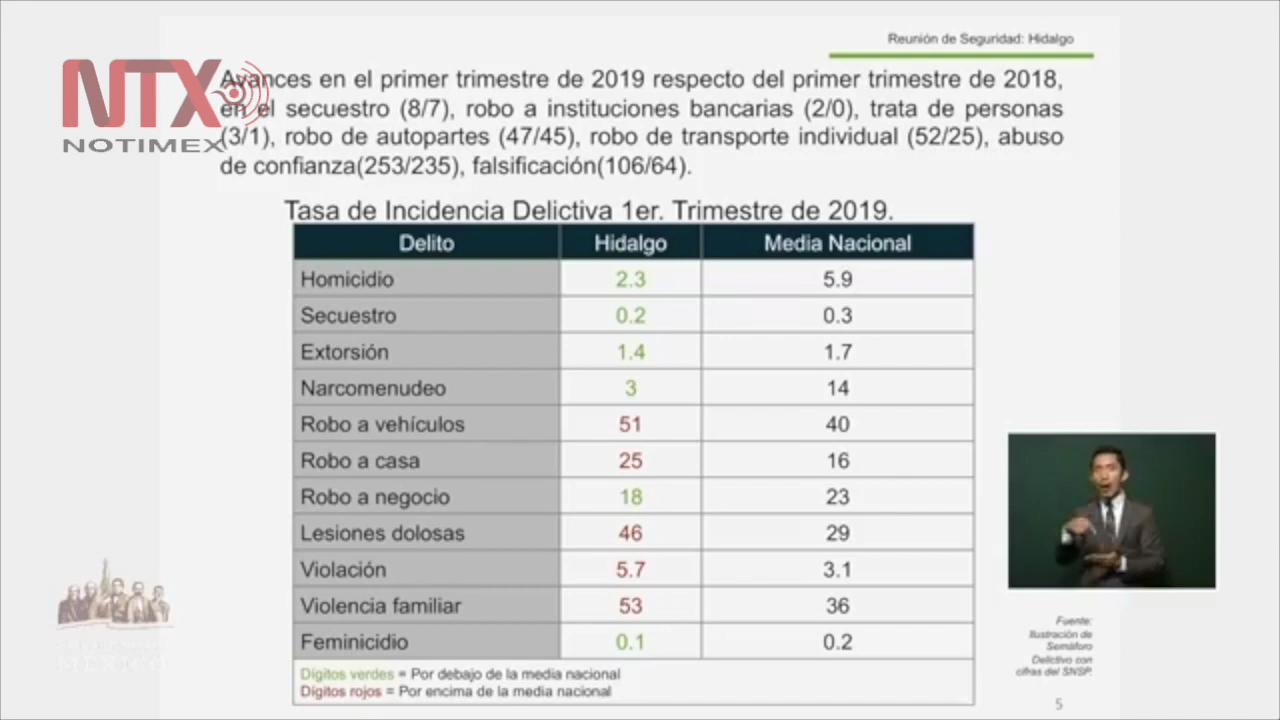 Reunión de Seguridad: Hidalgo
NTX
NOTIMEX
Avances en el primer trimestre de 2019 respecto del primer trimestre de 2018,
en el secuestro (8/7), robo a instituciones bancarias (2/0), trata de personas
(3/1), robo de autopartes (47/45), robo de transporte individual (52/25), abuso
de confianza(253/235), falsificación(106/64).
Tasa de Incidencia Delictiva 1er. Trimestre de 2019.
Delito Hidalgo Media Nacional
Homicidio 2.3 5.9
Secuestro 0.2 0.3
Extorsión 1.4 1.7
Narcomenudeo 3 14
Robo a vehículos 51 40
Robo a casa 25 16
Robo a negocio 18 23
Lesiones dolosas 46 29
Violación 5.7 3.1
Violencia familiar 53 36
Feminicidio 0.1 0.2
Dígitos verdes = Por debajo de la media nacional
Dígitos rojos = Por encima de la media nacional
Fuente:
Ilustración de
Semáforo
Delictivo con
cifras del SNSP.
5
MÉXICO